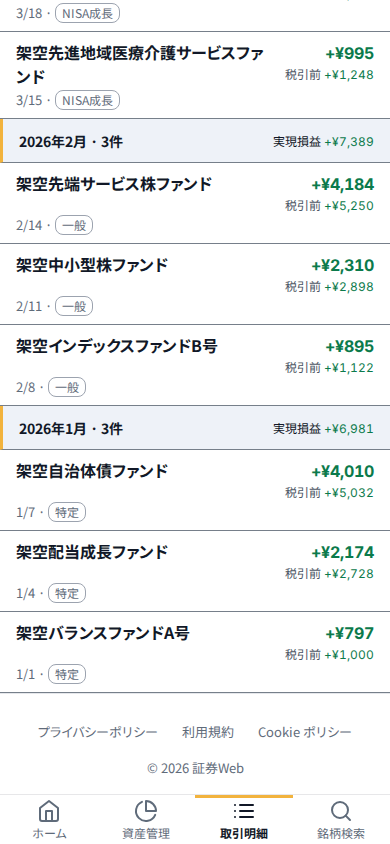 3/18 · NISA成長
架空先進地域医療介護サービスファ
ンド
+¥995
税引前 +¥1,248
3/15 · NISA成長
2026年2月・3件
実現損益 +¥7,389
架空先端サービス株ファンド
+¥4,184
税引前 +¥5,250
2/14 · 一般
架空中小型株ファンド
+¥2,310
税引前 +¥2,898
2/11 · 一般
架空インデックスファンドB号
+¥895
税引前 +¥1,122
2/8 · 一般
2026年1月・3件
実現損益 +¥6,981
架空自治体債ファンド
+¥4,010
税引前 +¥5,032
1/7 · 特定
架空配当成長ファンド
+¥2,174
税引前 +¥2,728
1/4 · 特定
架空バランスファンドA号
+¥797
税引前 +¥1,000
1/1 · 特定
プライバシーポリシー 利用規約 Cookie ポリシー
© 2026 証券Web
ホーム 資産管理 取引明細 銘柄検索